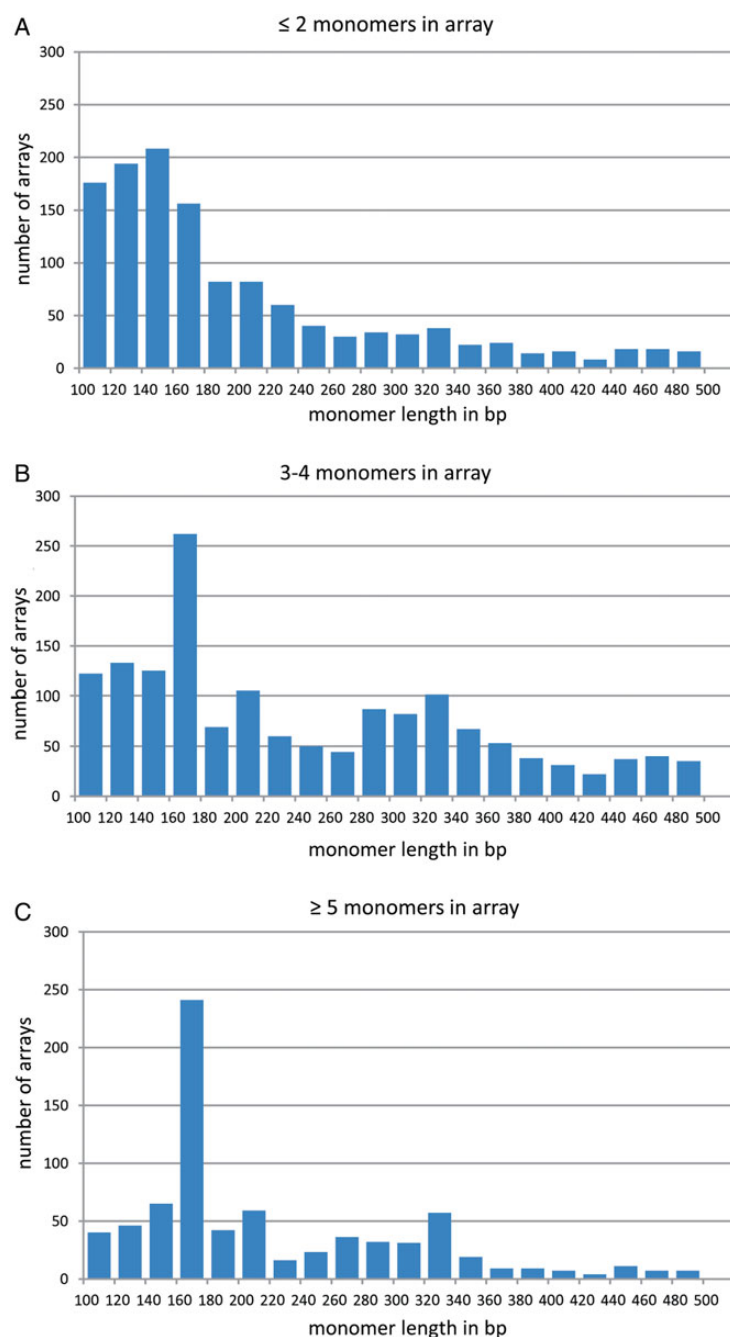 A
≤ 2 monomers in array
300
250
200
150
100
50
0
number of arrays
100 120 140 160 180 200 220 240 260 280 300 320 340 360 380 400 420 440 460 480 500
monomer length in bp
B
3-4 monomers in array
300
250
200
150
100
50
0
number of arrays
100 120 140 160 180 200 220 240 260 280 300 320 340 360 380 400 420 440 460 480 500
monomer length in bp
C
≥ 5 monomers in array
300
250
200
150
100
50
0
number of arrays
100 120 140 160 180 200 220 240 260 280 300 320 340 360 380 400 420 440 460 480 500
monomer length in bp